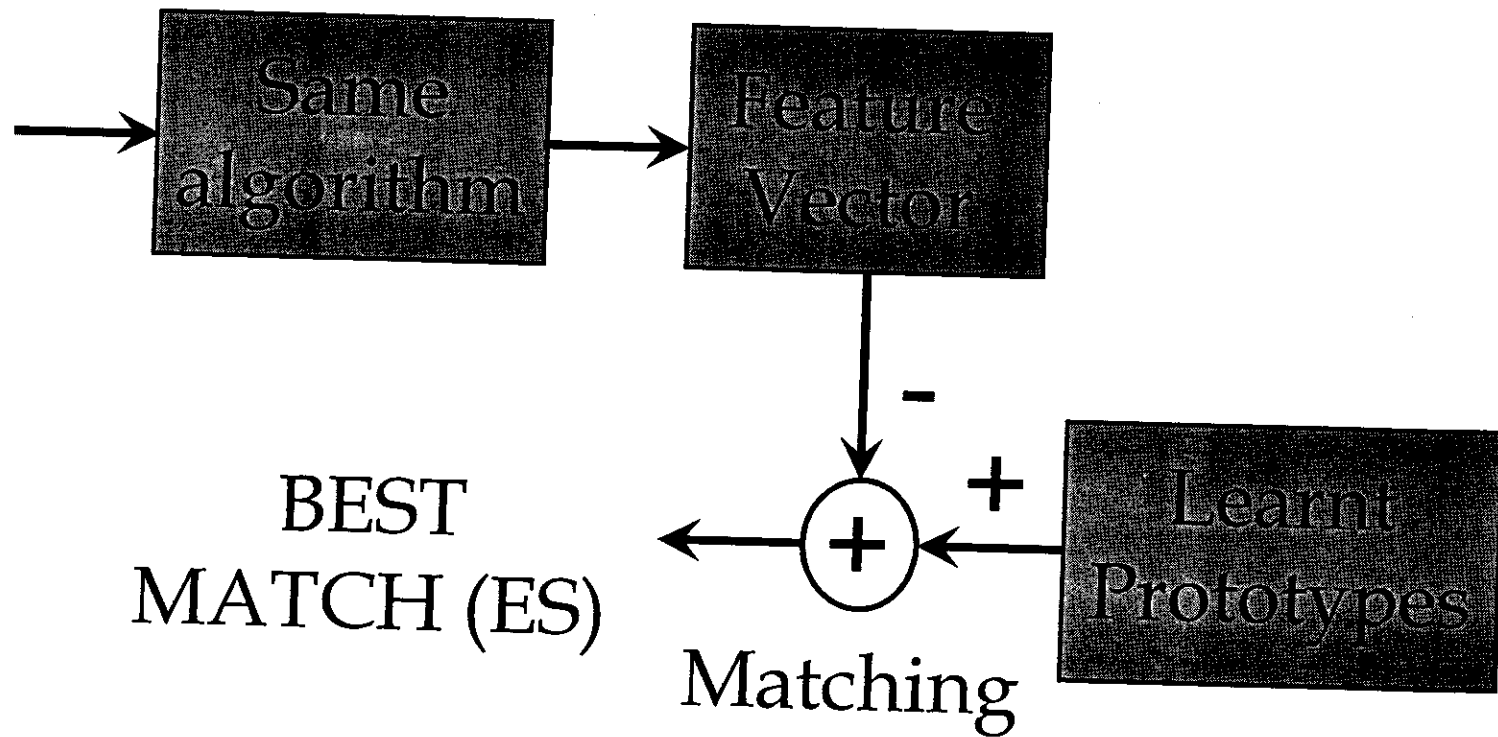 Same
algorithm
Feature
Vector
-
+
Learnt
Prototypes
+
BEST
MATCH (ES)
Matching